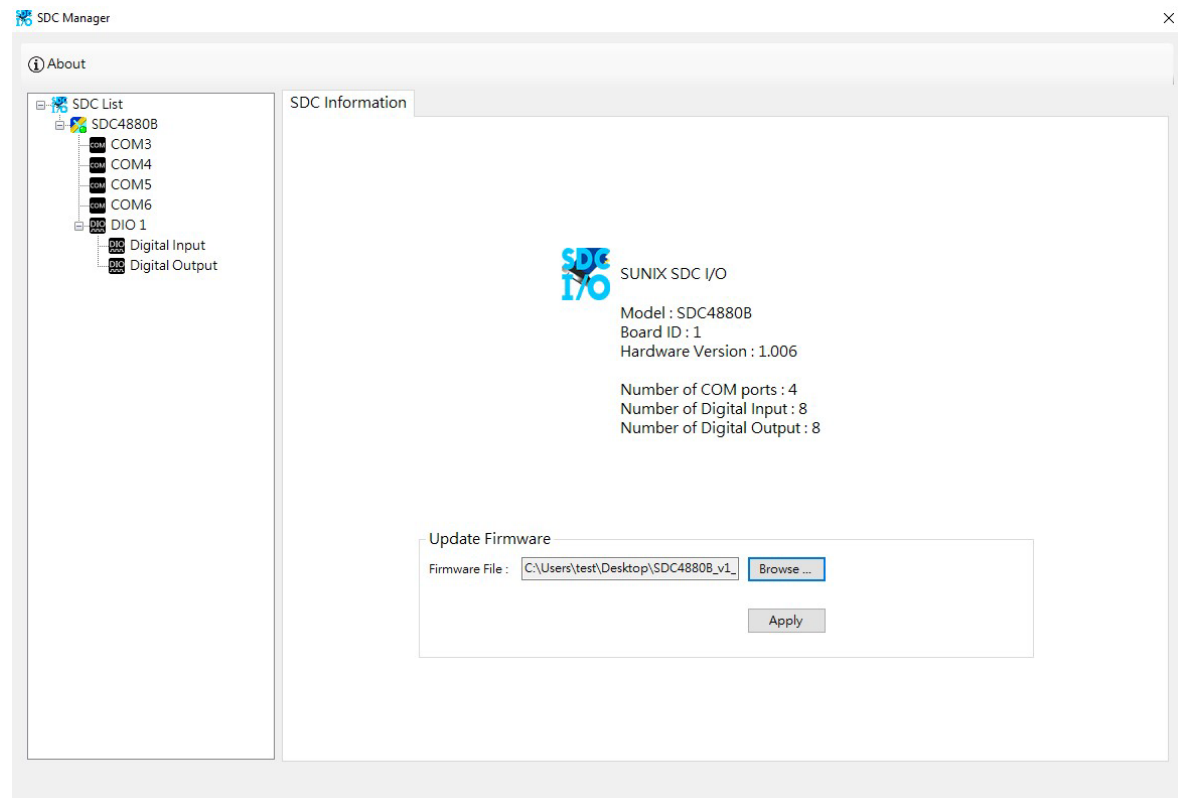 SDC Manager
About
SDC List
SDC4880B
COM3
COM4
COM5
COM6
DIO 1
Digital Input
Digital Output
SDC Information
SDC
I/O
SUNIX SDC I/O
Model : SDC4880B
Board ID : 1
Hardware Version : 1.006
Number of COM ports : 4
Number of Digital Input : 8
Number of Digital Output : 8
Update Firmware
Firmware File : C:\Users\test\Desktop\SDC4880B_v1_ Browse ...
Apply